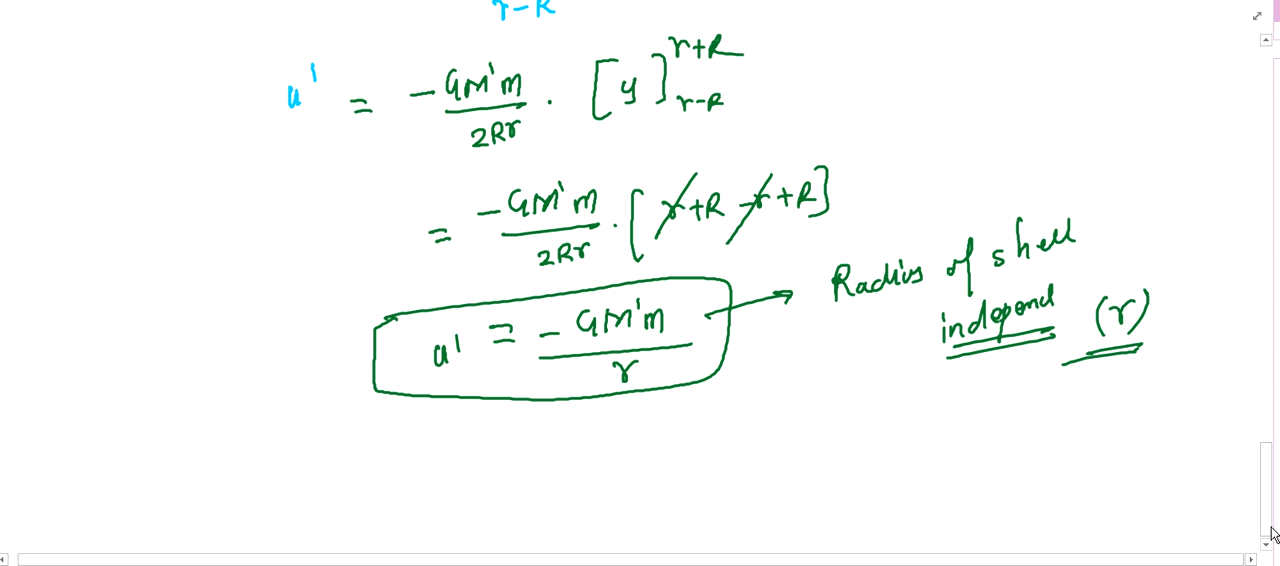 r-R
u' = -GM'm/2Rr . [y]_{r-R}^{r+R}
= -GM'm/2Rr . [r+R-r+R]
u' = -GM'm/r → Radius of shell
independ (r)